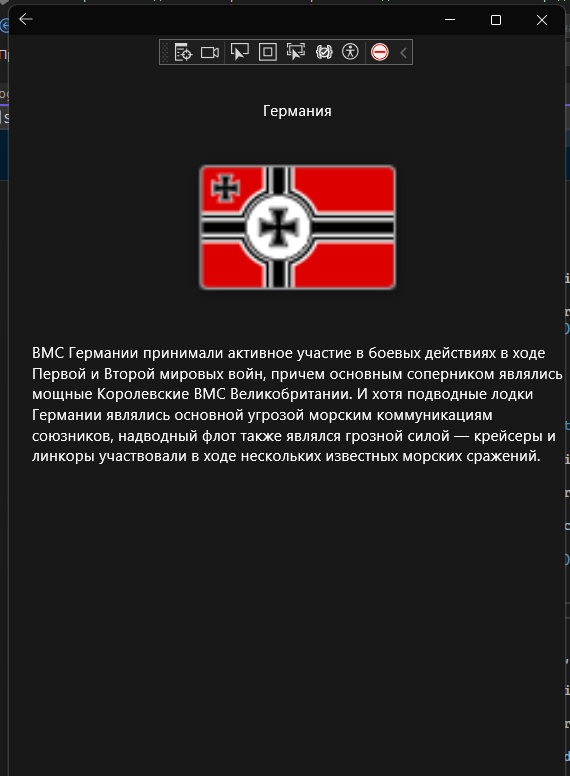 Германия
ВМС Германии принимали активное участие в боевых действиях в ходе
Первой и Второй мировых войн, причем основным соперником являлись
мощные Королевские ВМС Великобритании. И хотя подводные лодки
Германии являлись основной угрозой морским коммуникациям
союзников, надводный флот также являлся грозной силой — крейсеры и
линкоры участвовали в ходе нескольких известных морских сражений.